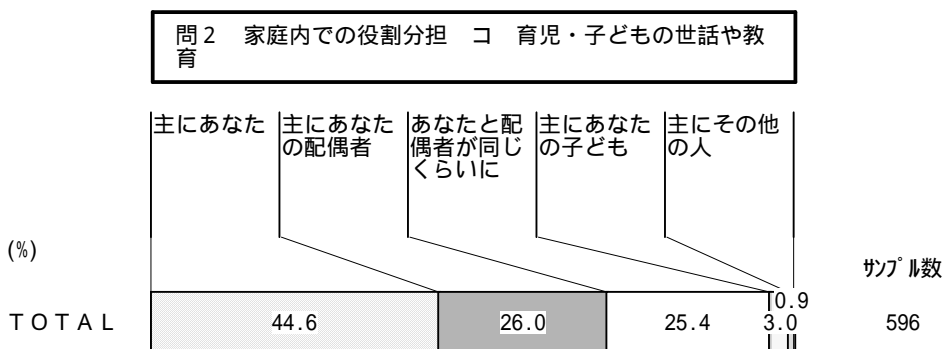 問2　家庭内での役割分担　コ　育児・子どもの世話や教
育
主にあなた
主にあなた
の配偶者
あなたと配
偶者が同じ
くらいに
主にあなた
の子ども
主にその他
の人
(%)
ｻﾝﾌﾟﾙ数
ＴＯＴＡＬ
44.6
26.0
25.4
3.0
0.9
596